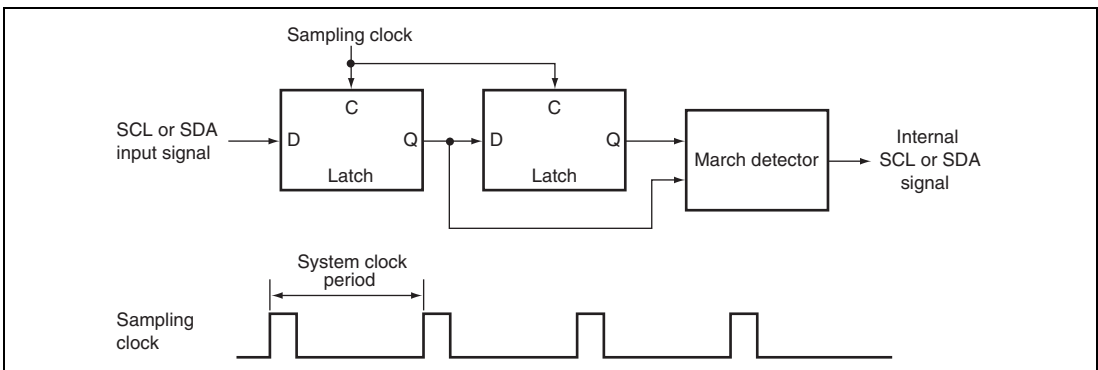 Sampling clock
SCL or SDA
input signal
C
D
Q
Latch
C
D
Q
Latch
March detector
Internal
SCL or SDA
signal
System clock
period
Sampling
clock